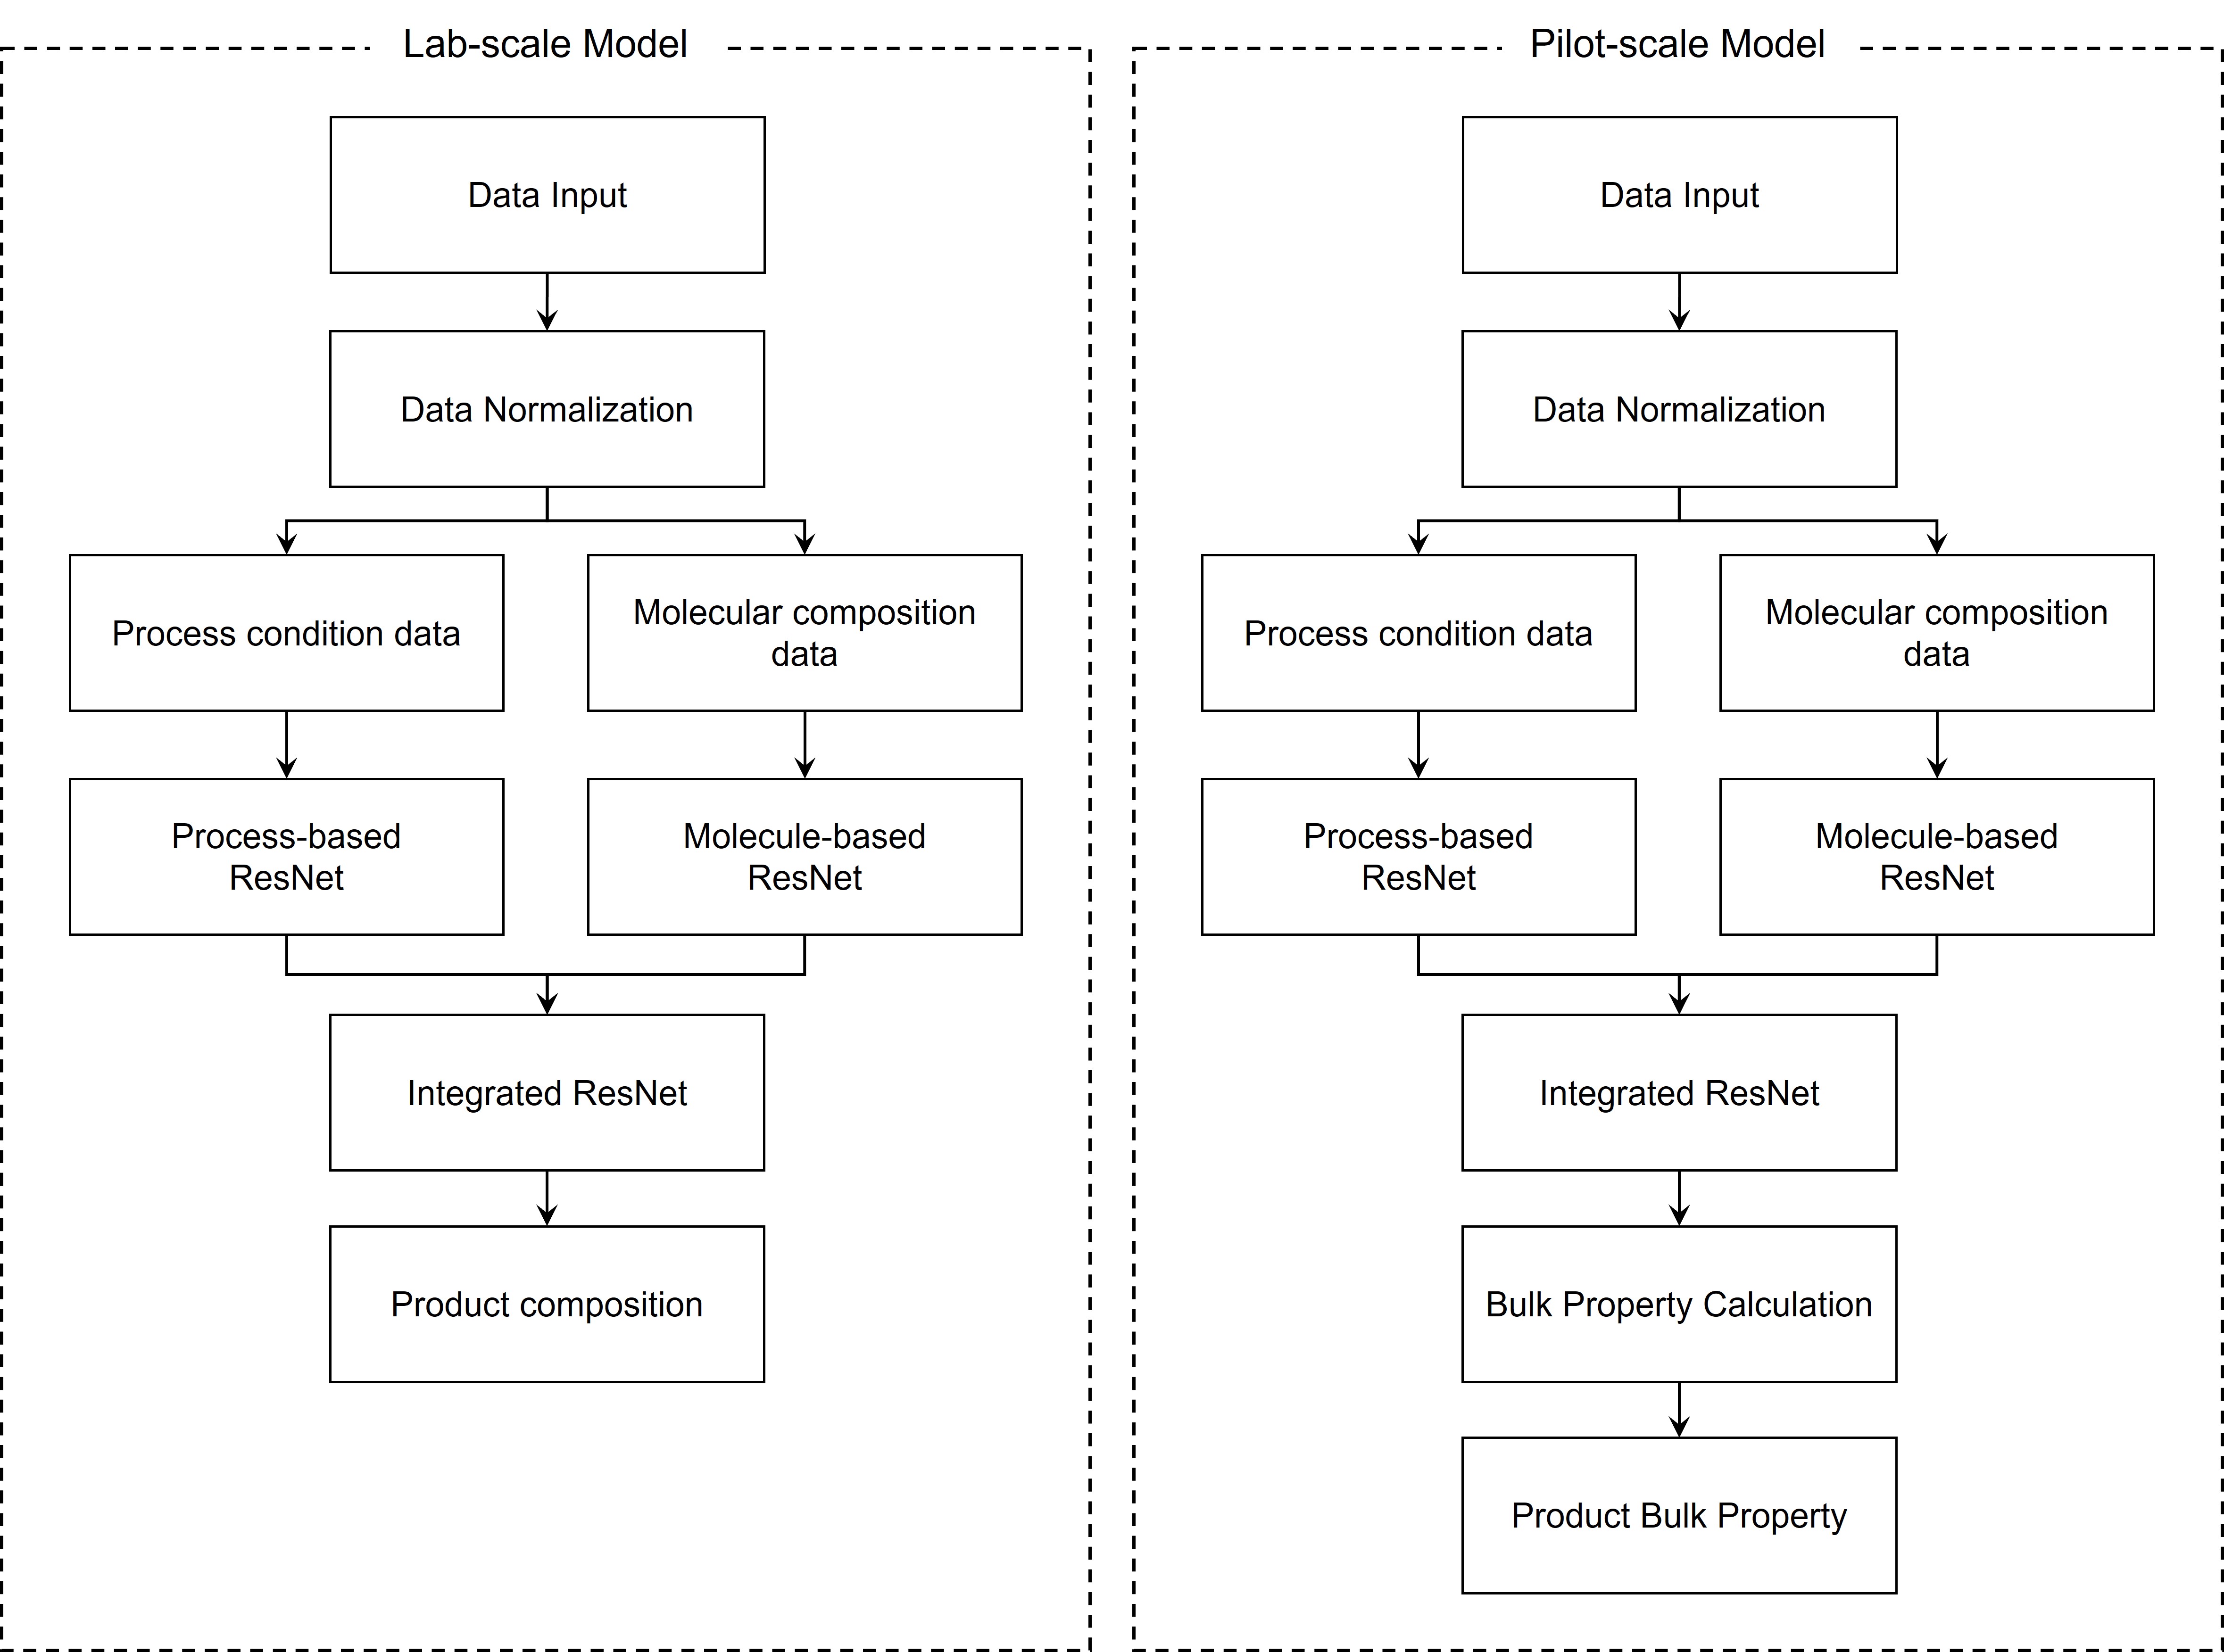 Lab-scale Model
Data Input
Data Normalization
Process condition data
Molecular composition
data
Process-based
ResNet
Molecule-based
ResNet
Integrated ResNet
Product composition
Pilot-scale Model
Data Input
Data Normalization
Process condition data
Molecular composition
data
Process-based
ResNet
Molecule-based
ResNet
Integrated ResNet
Bulk Property Calculation
Product Bulk Property